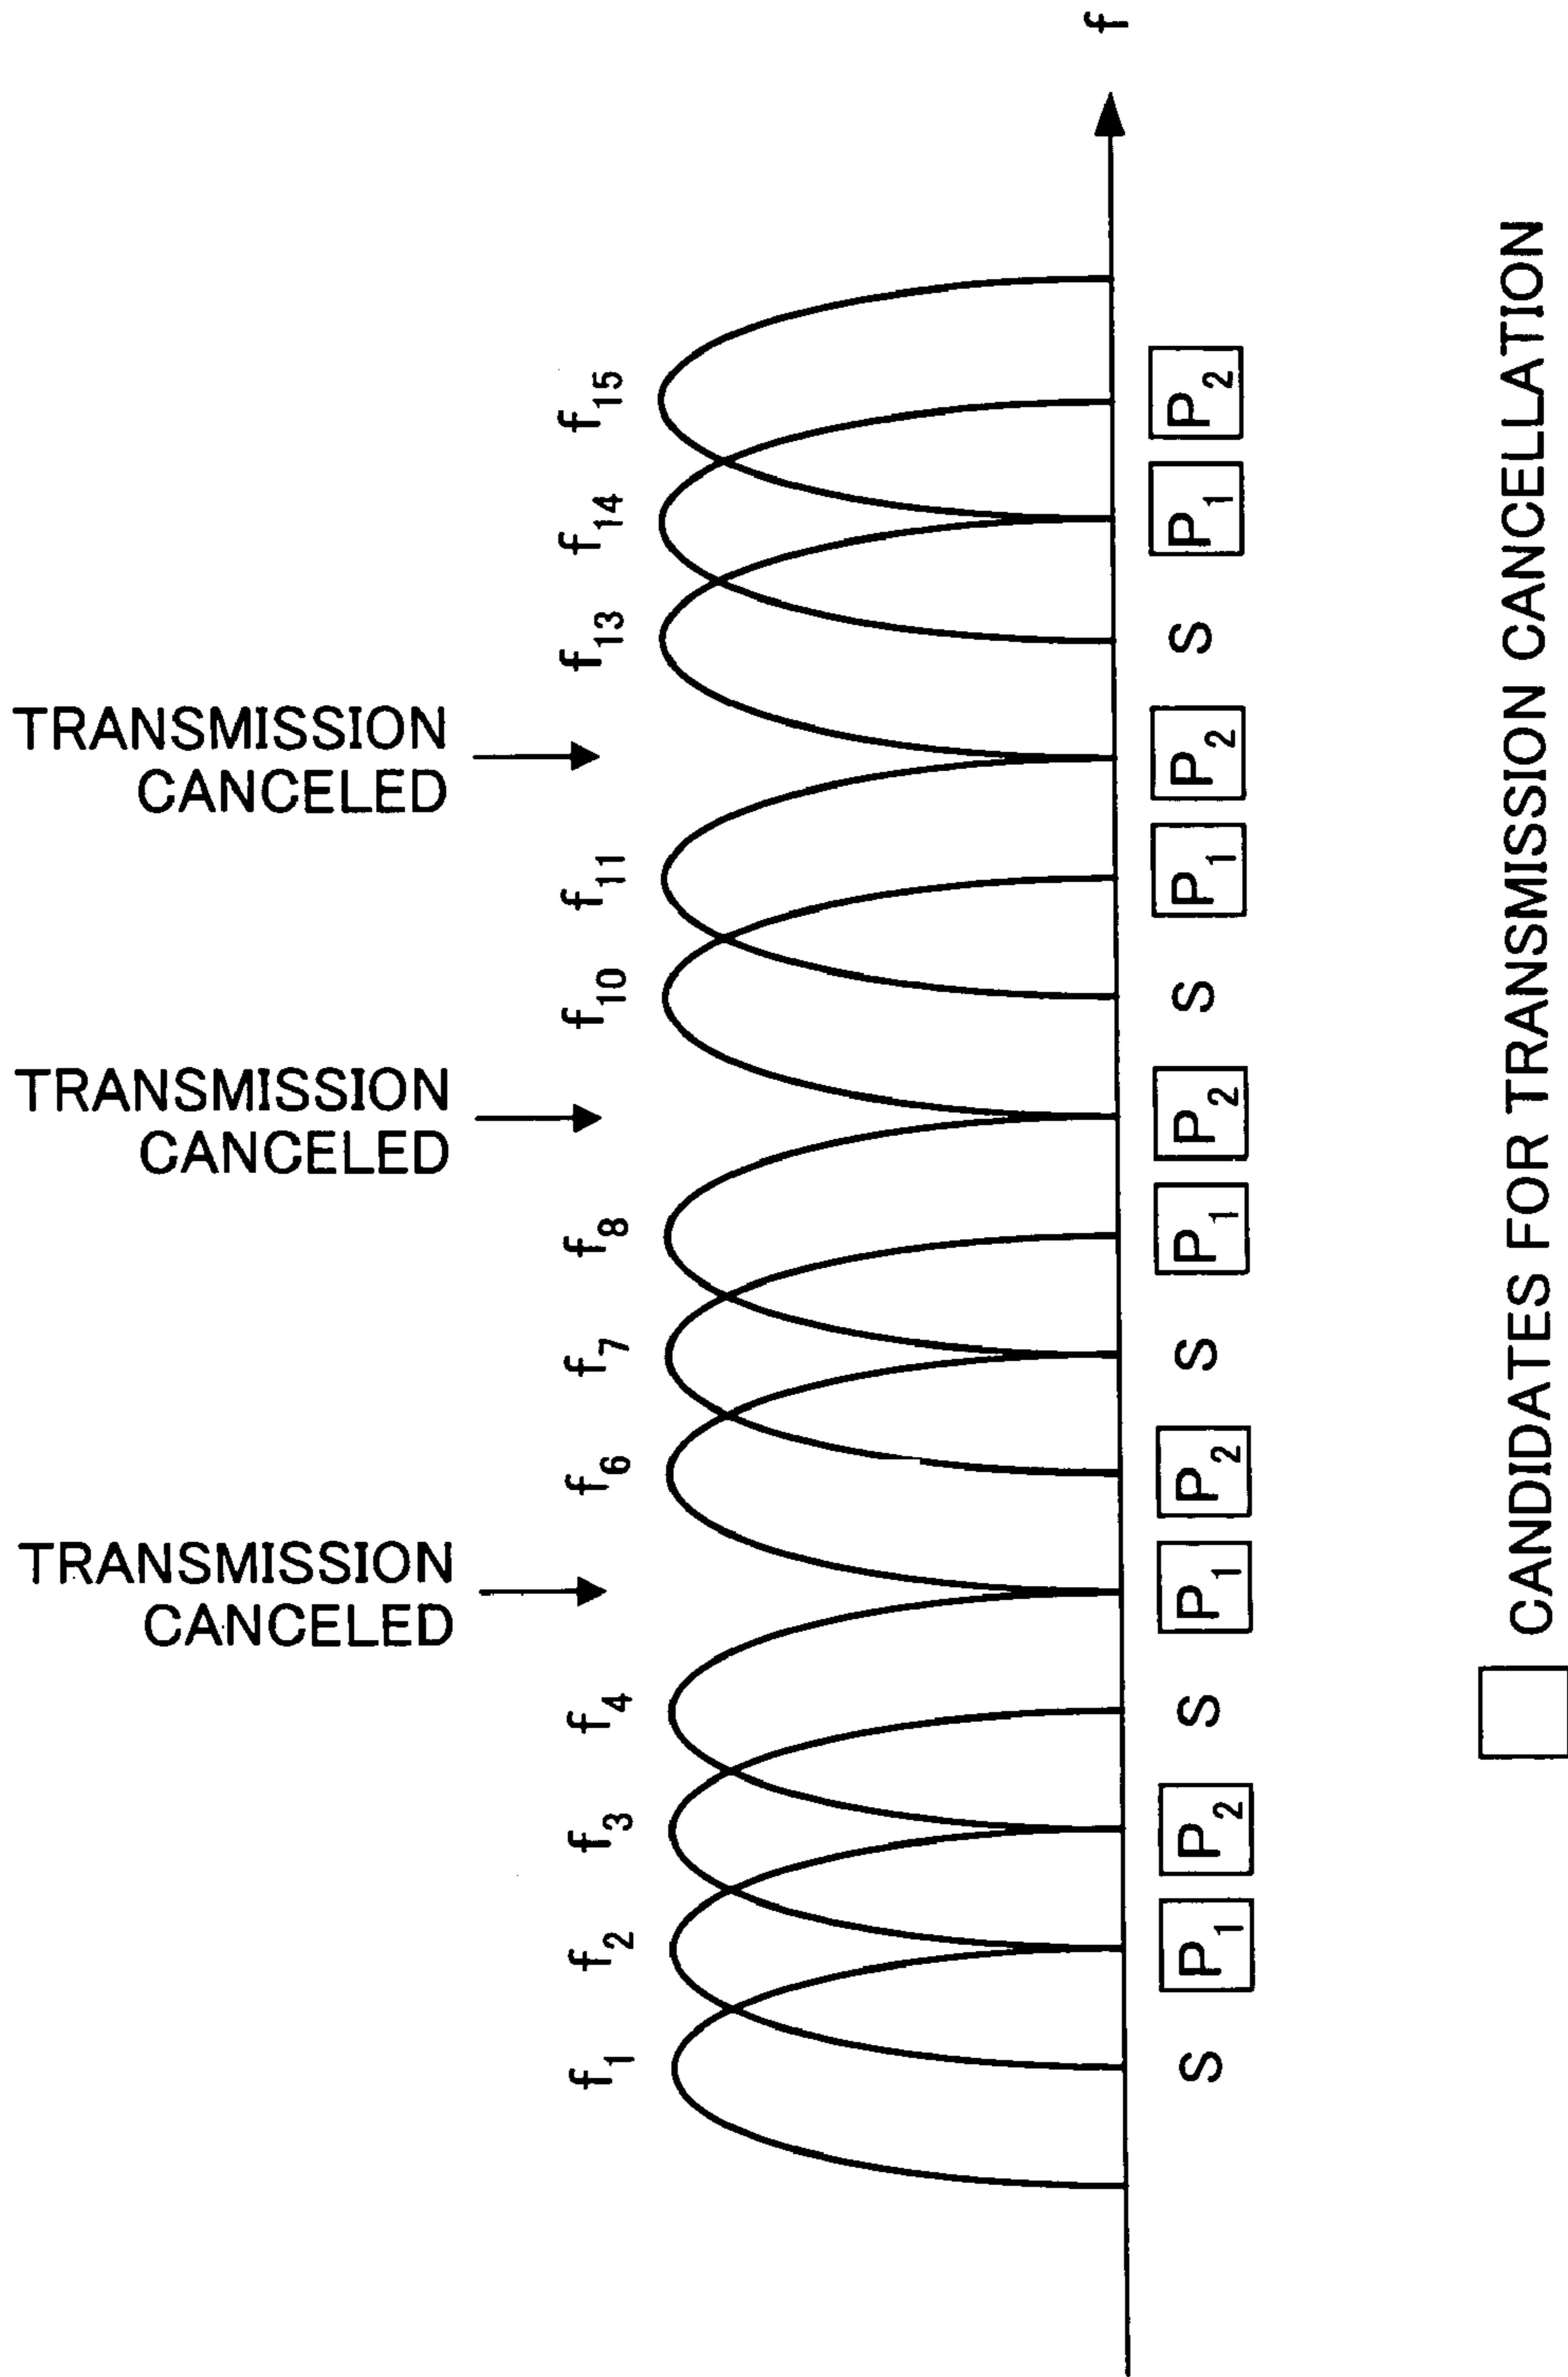 TRANSMISSION
CANCELED
TRANSMISSION
CANCELED
TRANSMISSION
CANCELED
f1 f2 f3 f4 f6 f7 f8 f10 f11 f13 f14 f15
f
S P1 P2 S P1 P2 S P1 P2 S P1 P2 S P1 P2
CANDIDATES FOR TRANSMISSION CANCELLATION